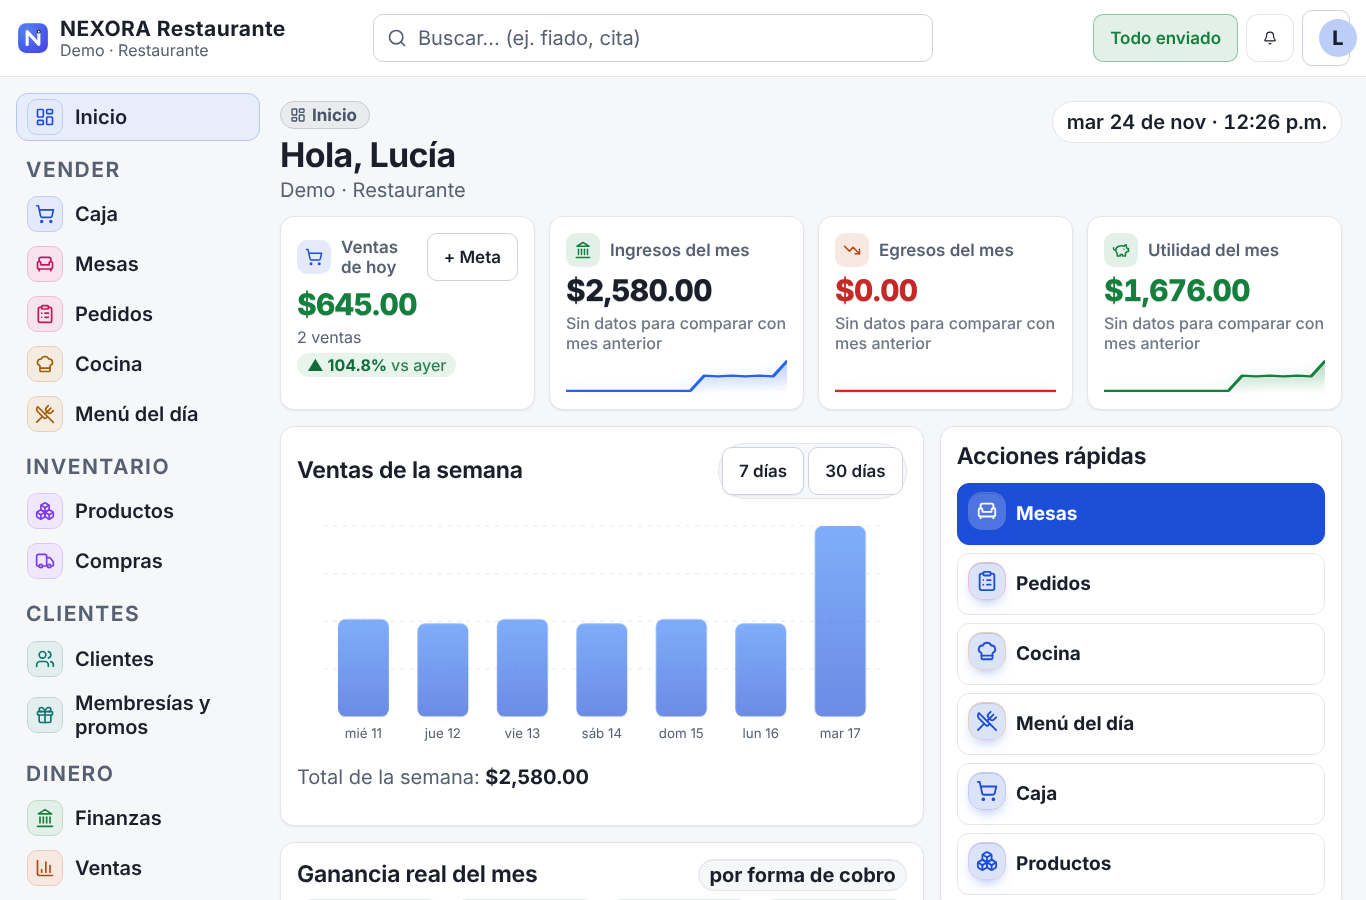 NEXORA Restaurante
Demo · Restaurante
Buscar... (ej. fiado, cita)
Todo enviado
L
Inicio
VENDER
Caja
Mesas
Pedidos
Cocina
Menú del día
INVENTARIO
Productos
Compras
CLIENTES
Clientes
Membresías y
promos
DINERO
Finanzas
Ventas
Inicio
mar 24 de nov · 12:26 p.m.
Hola, Lucía
Demo · Restaurante
Ventas
de hoy
+ Meta
$645.00
2 ventas
▲ 104.8% vs ayer
Ingresos del mes
$2,580.00
Sin datos para comparar con
mes anterior
Egresos del mes
$0.00
Sin datos para comparar con
mes anterior
Utilidad del mes
$1,676.00
Sin datos para comparar con
mes anterior
Ventas de la semana
7 días
30 días
mié 11
jue 12
vie 13
sáb 14
dom 15
lun 16
mar 17
Total de la semana: $2,580.00
Ganancia real del mes
por forma de cobro
Acciones rápidas
Mesas
Pedidos
Cocina
Menú del día
Caja
Productos